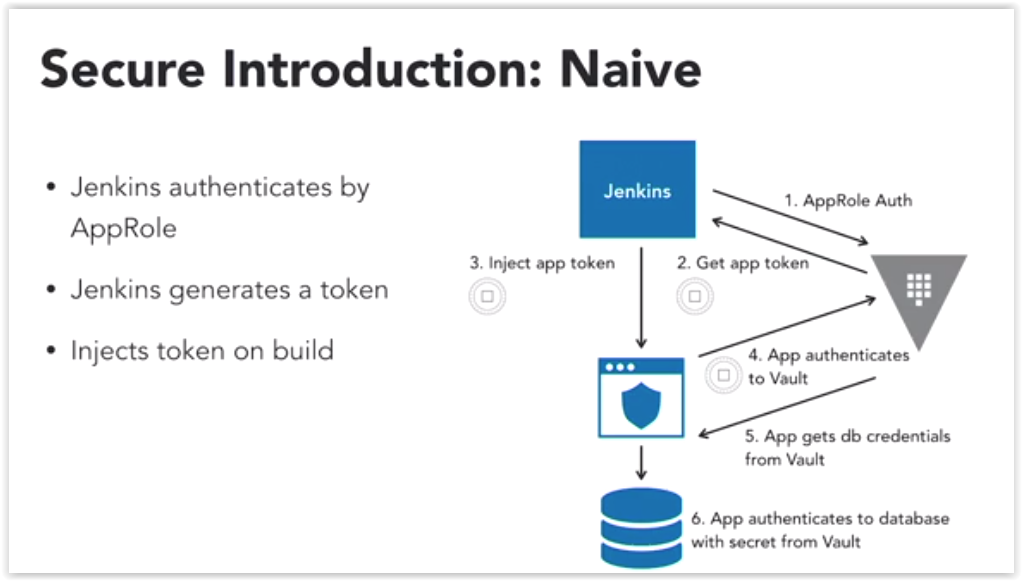 Secure Introduction: Naive
• Jenkins authenticates by
AppRole
• Jenkins generates a token
• Injects token on build
Jenkins
1. AppRole Auth
3. Inject app token
2. Get app token
4. App authenticates
to Vault
5. App gets db credentials
from Vault
6. App authenticates to database
with secret from Vault